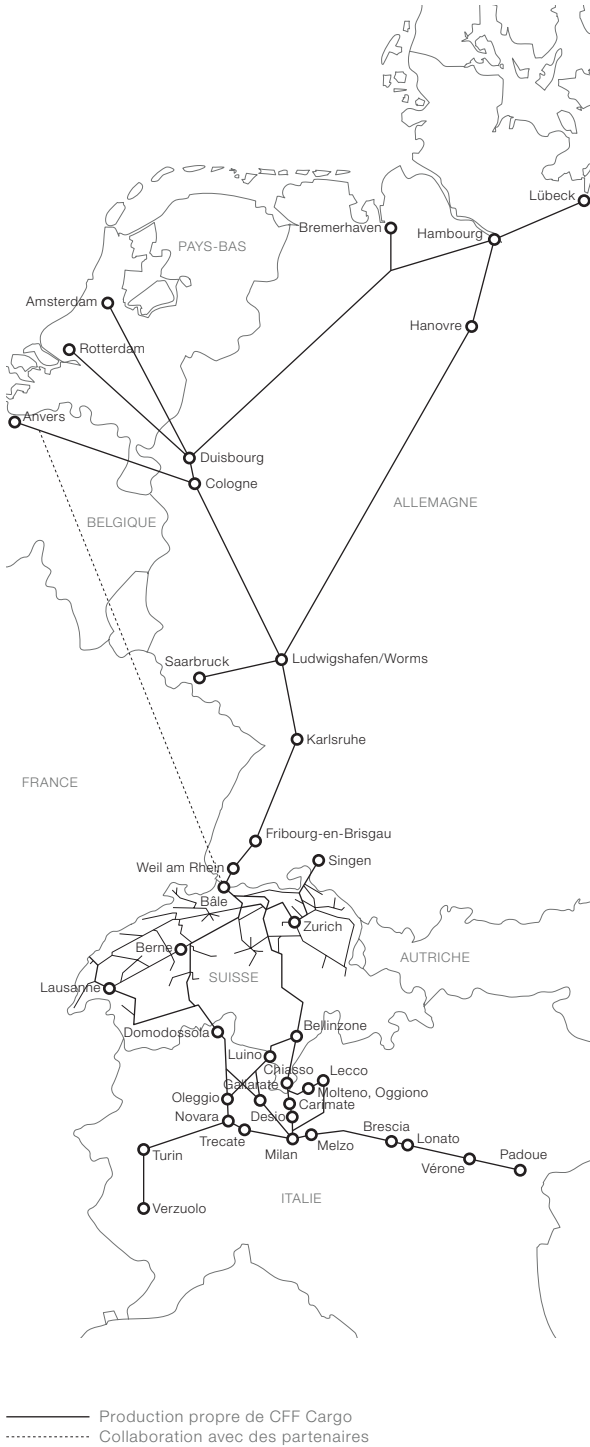 Lübeck
Bremerhaven
Hambourg
PAYS-BAS
Amsterdam
Hanovre
Rotterdam
Anvers
Duisbourg
Cologne
ALLEMAGNE
BELGIQUE
Saarbruck
Ludwigshafen/Worms
Karlsruhe
FRANCE
Fribourg-en-Brisgau
Singen
Weil am Rhein
Bâle
Zurich
Berne
AUTRICHE
SUISSE
Lausanne
Domodossola
Bellinzone
Luino
Chiasso
Lecco
Gallarate
Molteno, Oggiono
Oleggio
Carimate
Novara
Desio
Brescia
Trecate
Lonato
Milan
Melzo
Turin
Vérone
Padoue
ITALIE
Verzuolo
Production propre de CFF Cargo
Collaboration avec des partenaires